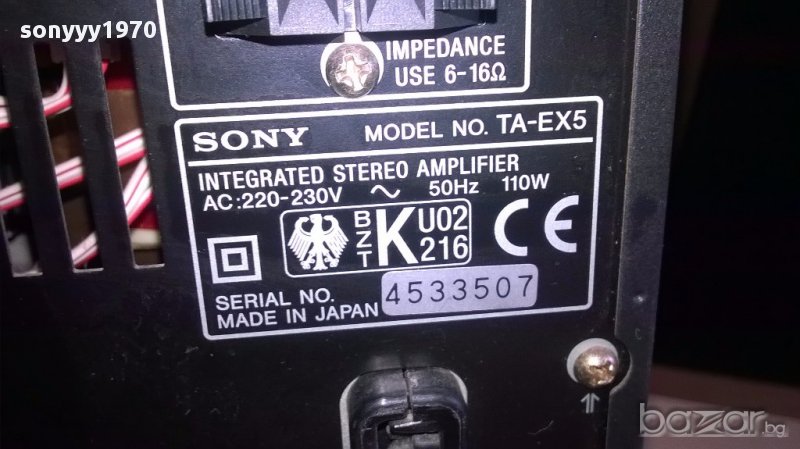 sonyyy1970
IMPEDANCE
USE 6-16Ω
SONY MODEL NO. TA-EX5
INTEGRATED STEREO AMPLIFIER
AC:220-230V ~ 50Hz 110W
BZT K U02 216 CE
SERIAL NO. 4533507
MADE IN JAPAN
bazar.bg